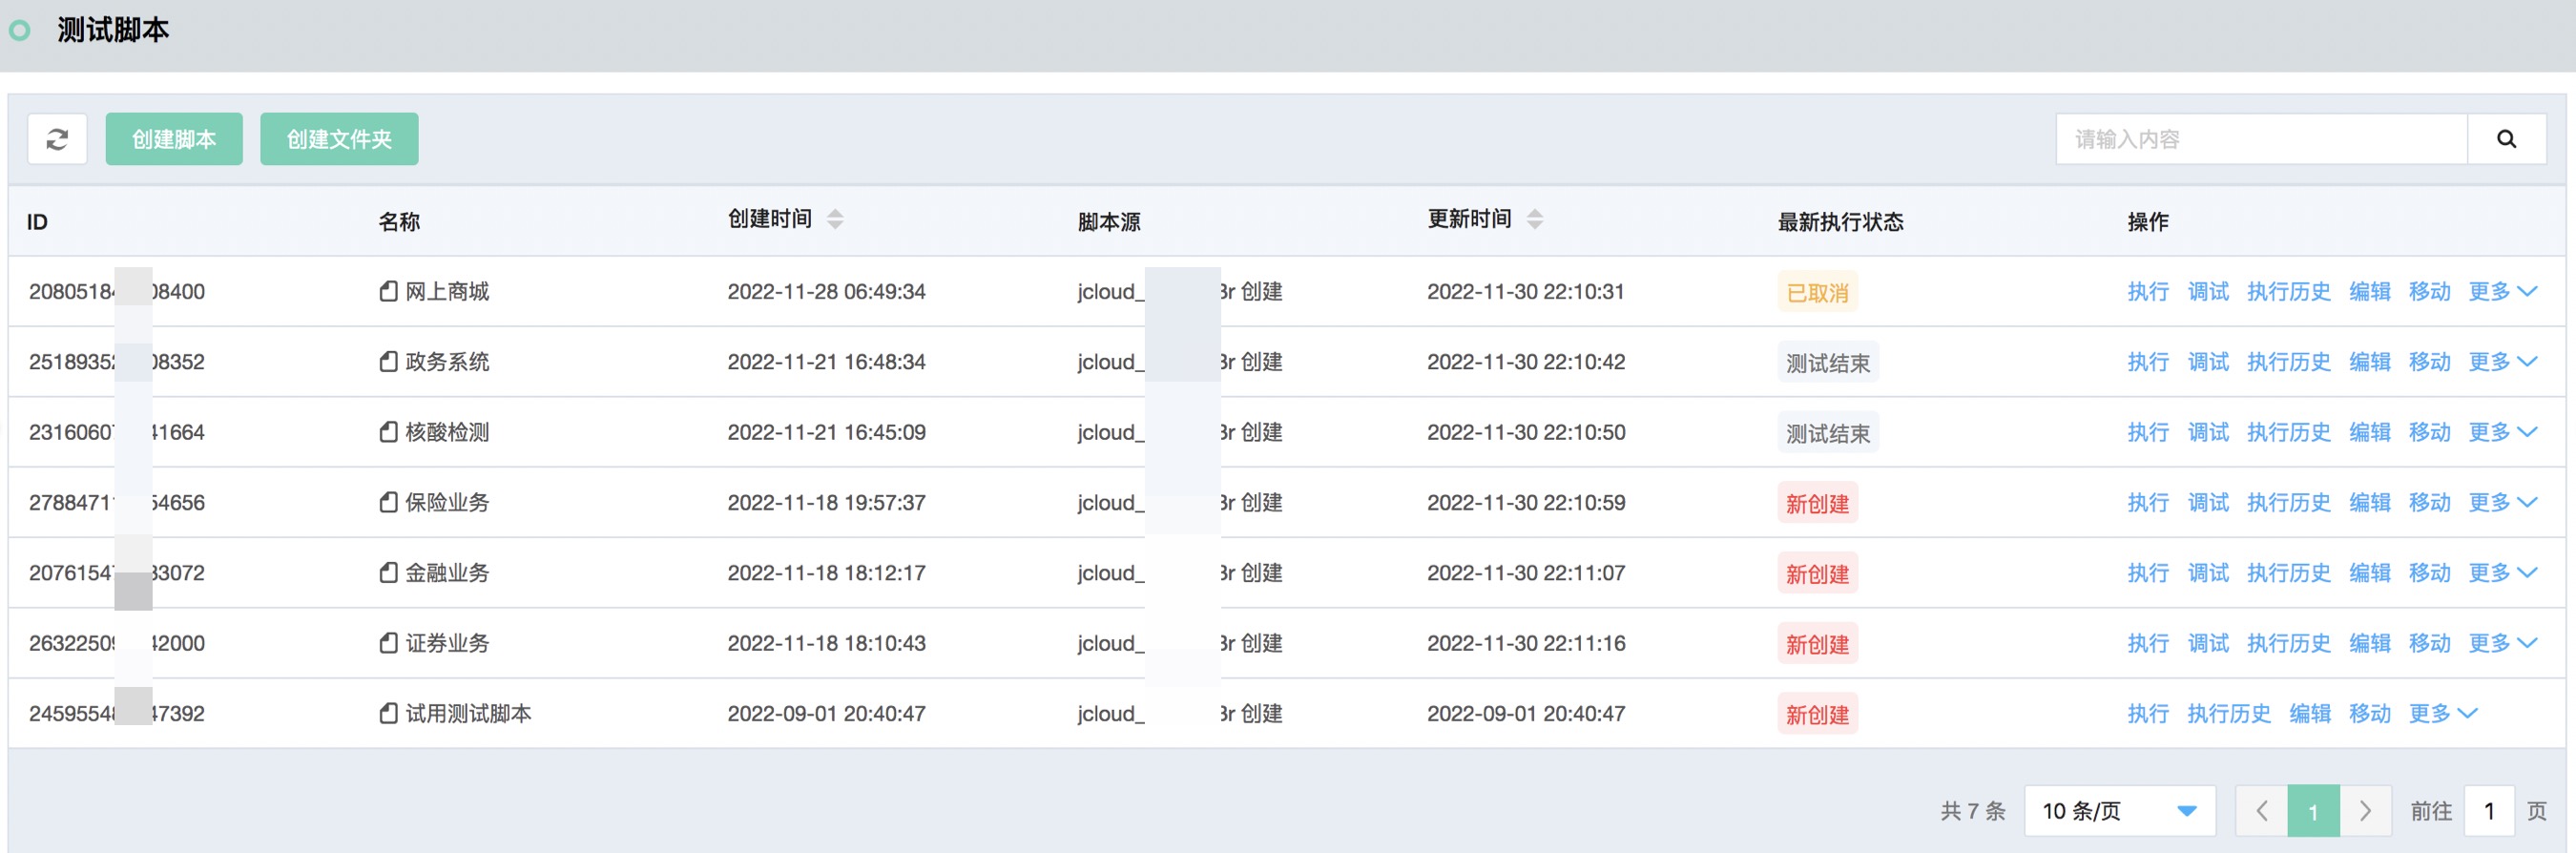 测试脚本
创建脚本 创建文件夹 请输入内容
ID 名称 创建时间 脚本源 更新时间 最新执行状态 操作
2080518 08400 网上商城 2022-11-28 06:49:34 jcloud_ r 创建 2022-11-30 22:10:31 已取消 执行 调试 执行历史 编辑 移动 更多
2518935 08352 政务系统 2022-11-21 16:48:34 jcloud_ r 创建 2022-11-30 22:10:42 测试结束 执行 调试 执行历史 编辑 移动 更多
2316060 41664 核酸检测 2022-11-21 16:45:09 jcloud_ r 创建 2022-11-30 22:10:50 测试结束 执行 调试 执行历史 编辑 移动 更多
2788471 54656 保险业务 2022-11-18 19:57:37 jcloud_ r 创建 2022-11-30 22:10:59 新创建 执行 调试 执行历史 编辑 移动 更多
2076154 33072 金融业务 2022-11-18 18:12:17 jcloud_ r 创建 2022-11-30 22:11:07 新创建 执行 调试 执行历史 编辑 移动 更多
2632250 42000 证券业务 2022-11-18 18:10:43 jcloud_ r 创建 2022-11-30 22:11:16 新创建 执行 调试 执行历史 编辑 移动 更多
2459554 47392 试用测试脚本 2022-09-01 20:40:47 jcloud_ r 创建 2022-09-01 20:40:47 新创建 执行 执行历史 编辑 移动 更多
共 7 条 10 条/页 1 前往 1 页